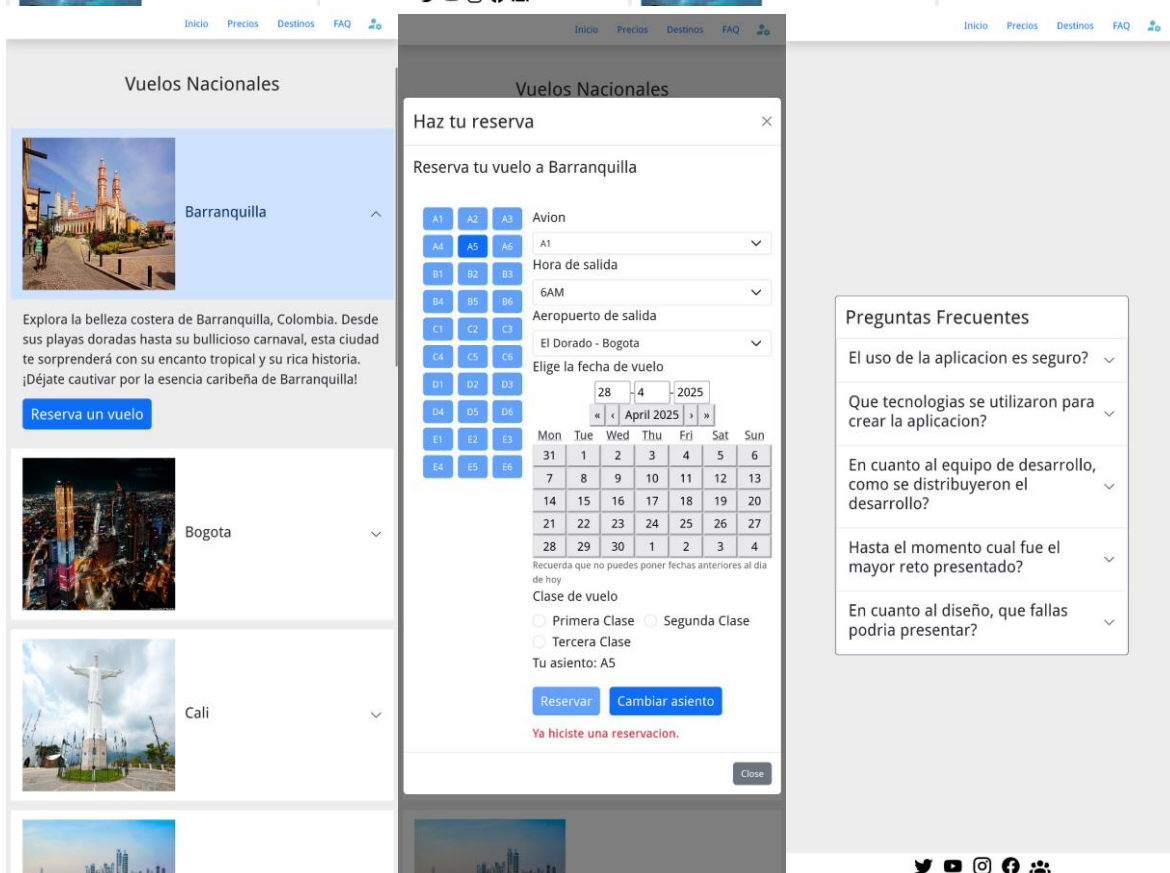 Inicio Precios Destinos FAQ
Vuelos Nacionales
Barranquilla
Explora la belleza costera de Barranquilla, Colombia. Desde
sus playas doradas hasta su bullicioso carnaval, esta ciudad
te sorprenderá con su encanto tropical y su rica historia.
¡Déjate cautivar por la esencia caribeña de Barranquilla!
Reserva un vuelo
Bogota
Cali
Inicio Precios Destinos FAQ
Vuelos Nacionales
Haz tu reserva
Reserva tu vuelo a Barranquilla
A1 A2 A3
A4 A5 A6
B1 B2 B3
B4 B5 B6
C1 C2 C3
C4 C5 C6
D1 D2 D3
D4 D5 D6
E1 E2 E3
E4 E5 E6
Avion
A1
Hora de salida
6AM
Aeropuerto de salida
El Dorado - Bogota
Elige la fecha de vuelo
28 - 4 - 2025
« ‹ April 2025 › »
Mon Tue Wed Thu Fri Sat Sun
31 1 2 3 4 5 6
7 8 9 10 11 12 13
14 15 16 17 18 19 20
21 22 23 24 25 26 27
28 29 30 1 2 3 4
Recuerda que no puedes poner fechas anteriores al dia
de hoy
Clase de vuelo
Primera Clase Segunda Clase
Tercera Clase
Tu asiento: A5
Reservar Cambiar asiento
Ya hiciste una reservacion.
Close
Inicio Precios Destinos FAQ
Preguntas Frecuentes
El uso de la aplicacion es seguro?
Que tecnologias se utilizaron para
crear la aplicacion?
En cuanto al equipo de desarrollo,
como se distribuyeron el
desarrollo?
Hasta el momento cual fue el
mayor reto presentado?
En cuanto al diseño, que fallas
podria presentar?